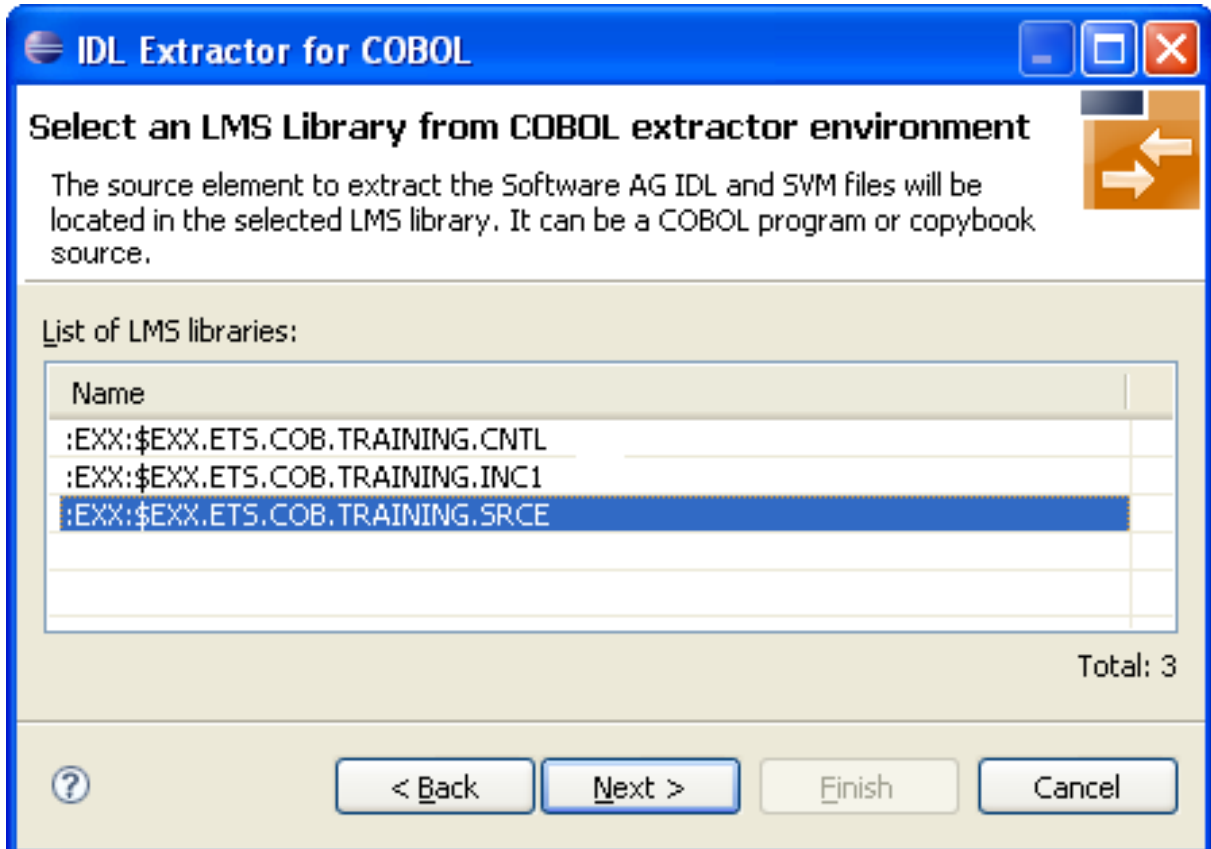 IDL Extractor for COBOL
Select an LMS Library from COBOL extractor environment
The source element to extract the Software AG IDL and SVM files will be
located in the selected LMS library. It can be a COBOL program or copybook
source.
List of LMS libraries:
Name
:EXX:$EXX.ETS.COB.TRAINING.CNTL
:EXX:$EXX.ETS.COB.TRAINING.INC1
:EXX:$EXX.ETS.COB.TRAINING.SRCE
Total: 3
? < Back Next > Finish Cancel